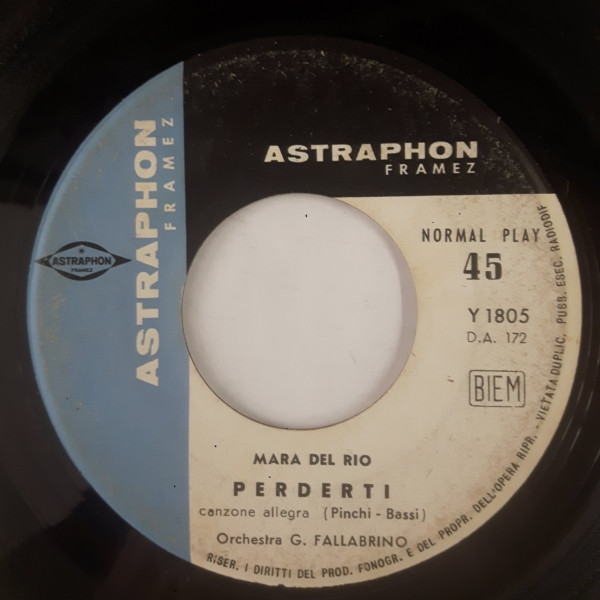 ASTRAPHON
FRAMEZ
ASTRAPHON
FRAMEZ
ASTRAPHON
FRAMEZ
NORMAL PLAY
45
Y 1805
D.A. 172
BIEM
MARA DEL RIO
PERDERTI
canzone allegra (Pinchi - Bassi)
Orchestra G. FALLABRINO
RISER. I DIRITTI DEL PROD. FONOGR. E DEL PROPR. DELL'OPERA RIPR. - VIETATA DUPLIC. PUBB. ESEC. RADIODIF